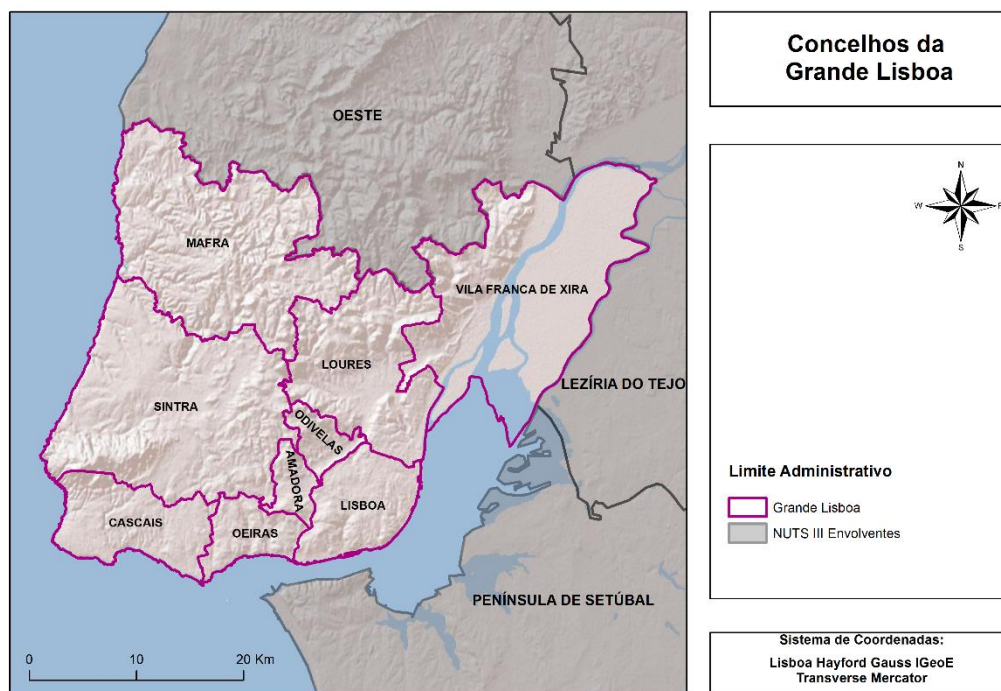 OESTE
MAFRA
VILA FRANCA DE XIRA
LOURES
LEZÍRIA DO TEJO
SINTRA
ODIVELAS
AMADORA
LISBOA
CASCAIS
OEIRAS
PENÍNSULA DE SETÚBAL
0 10 20 Km
Concelhos da
Grande Lisboa
N
W E
S
Limite Administrativo
Grande Lisboa
NUTS III Envolventes
Sistema de Coordenadas:
Lisboa Hayford Gauss IGeoE
Transverse Mercator